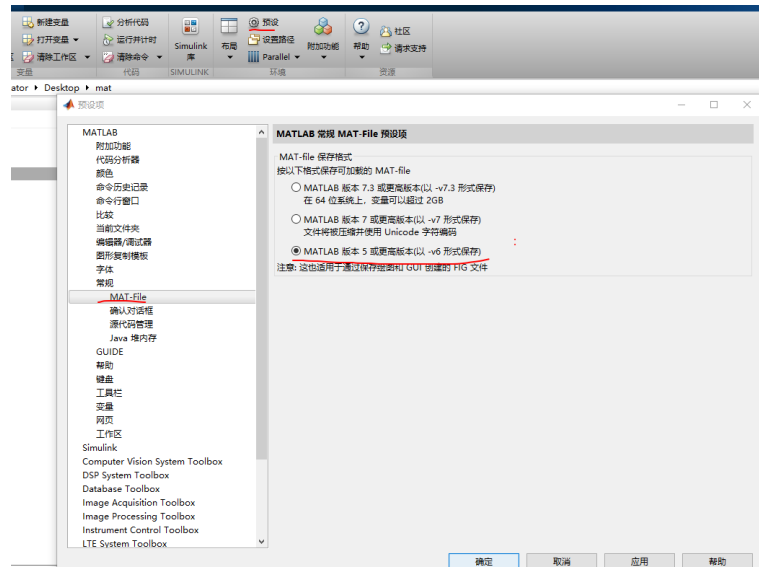 新建变量
分析代码
预设
社区
打开变量
运行并计时
Simulink
库
布局
设置路径
附加功能
帮助
请求支持
清除工作区
清除命令
Parallel
变量
代码
SIMULINK
环境
资源
ator
Desktop
mat
预设项
MATLAB
MATLAB 常规 MAT-File 预设项
附加功能
代码分析器
颜色
命令历史记录
命令行窗口
比较
当前文件夹
编辑器/调试器
图形复制模板
字体
常规
MAT-File
确认对话框
源代码管理
Java 堆内存
GUIDE
帮助
键盘
工具栏
变量
网页
工作区
Simulink
Computer Vision System Toolbox
DSP System Toolbox
Database Toolbox
Image Acquisition Toolbox
Image Processing Toolbox
Instrument Control Toolbox
LTE System Toolbox
MAT-file 保存格式
按以下格式保存可加载的 MAT-file
MATLAB 版本 7.3 或更高版本(以 -v7.3 形式保存)
在 64 位系统上，变量可以超过 2GB
MATLAB 版本 7 或更高版本(以 -v7 形式保存)
文件将被压缩并使用 Unicode 字符编码
MATLAB 版本 5 或更高版本(以 -v6 形式保存)
注意: 这也适用于通过保存绘图和 GUI 创建的 FIG 文件
确定
取消
应用
帮助